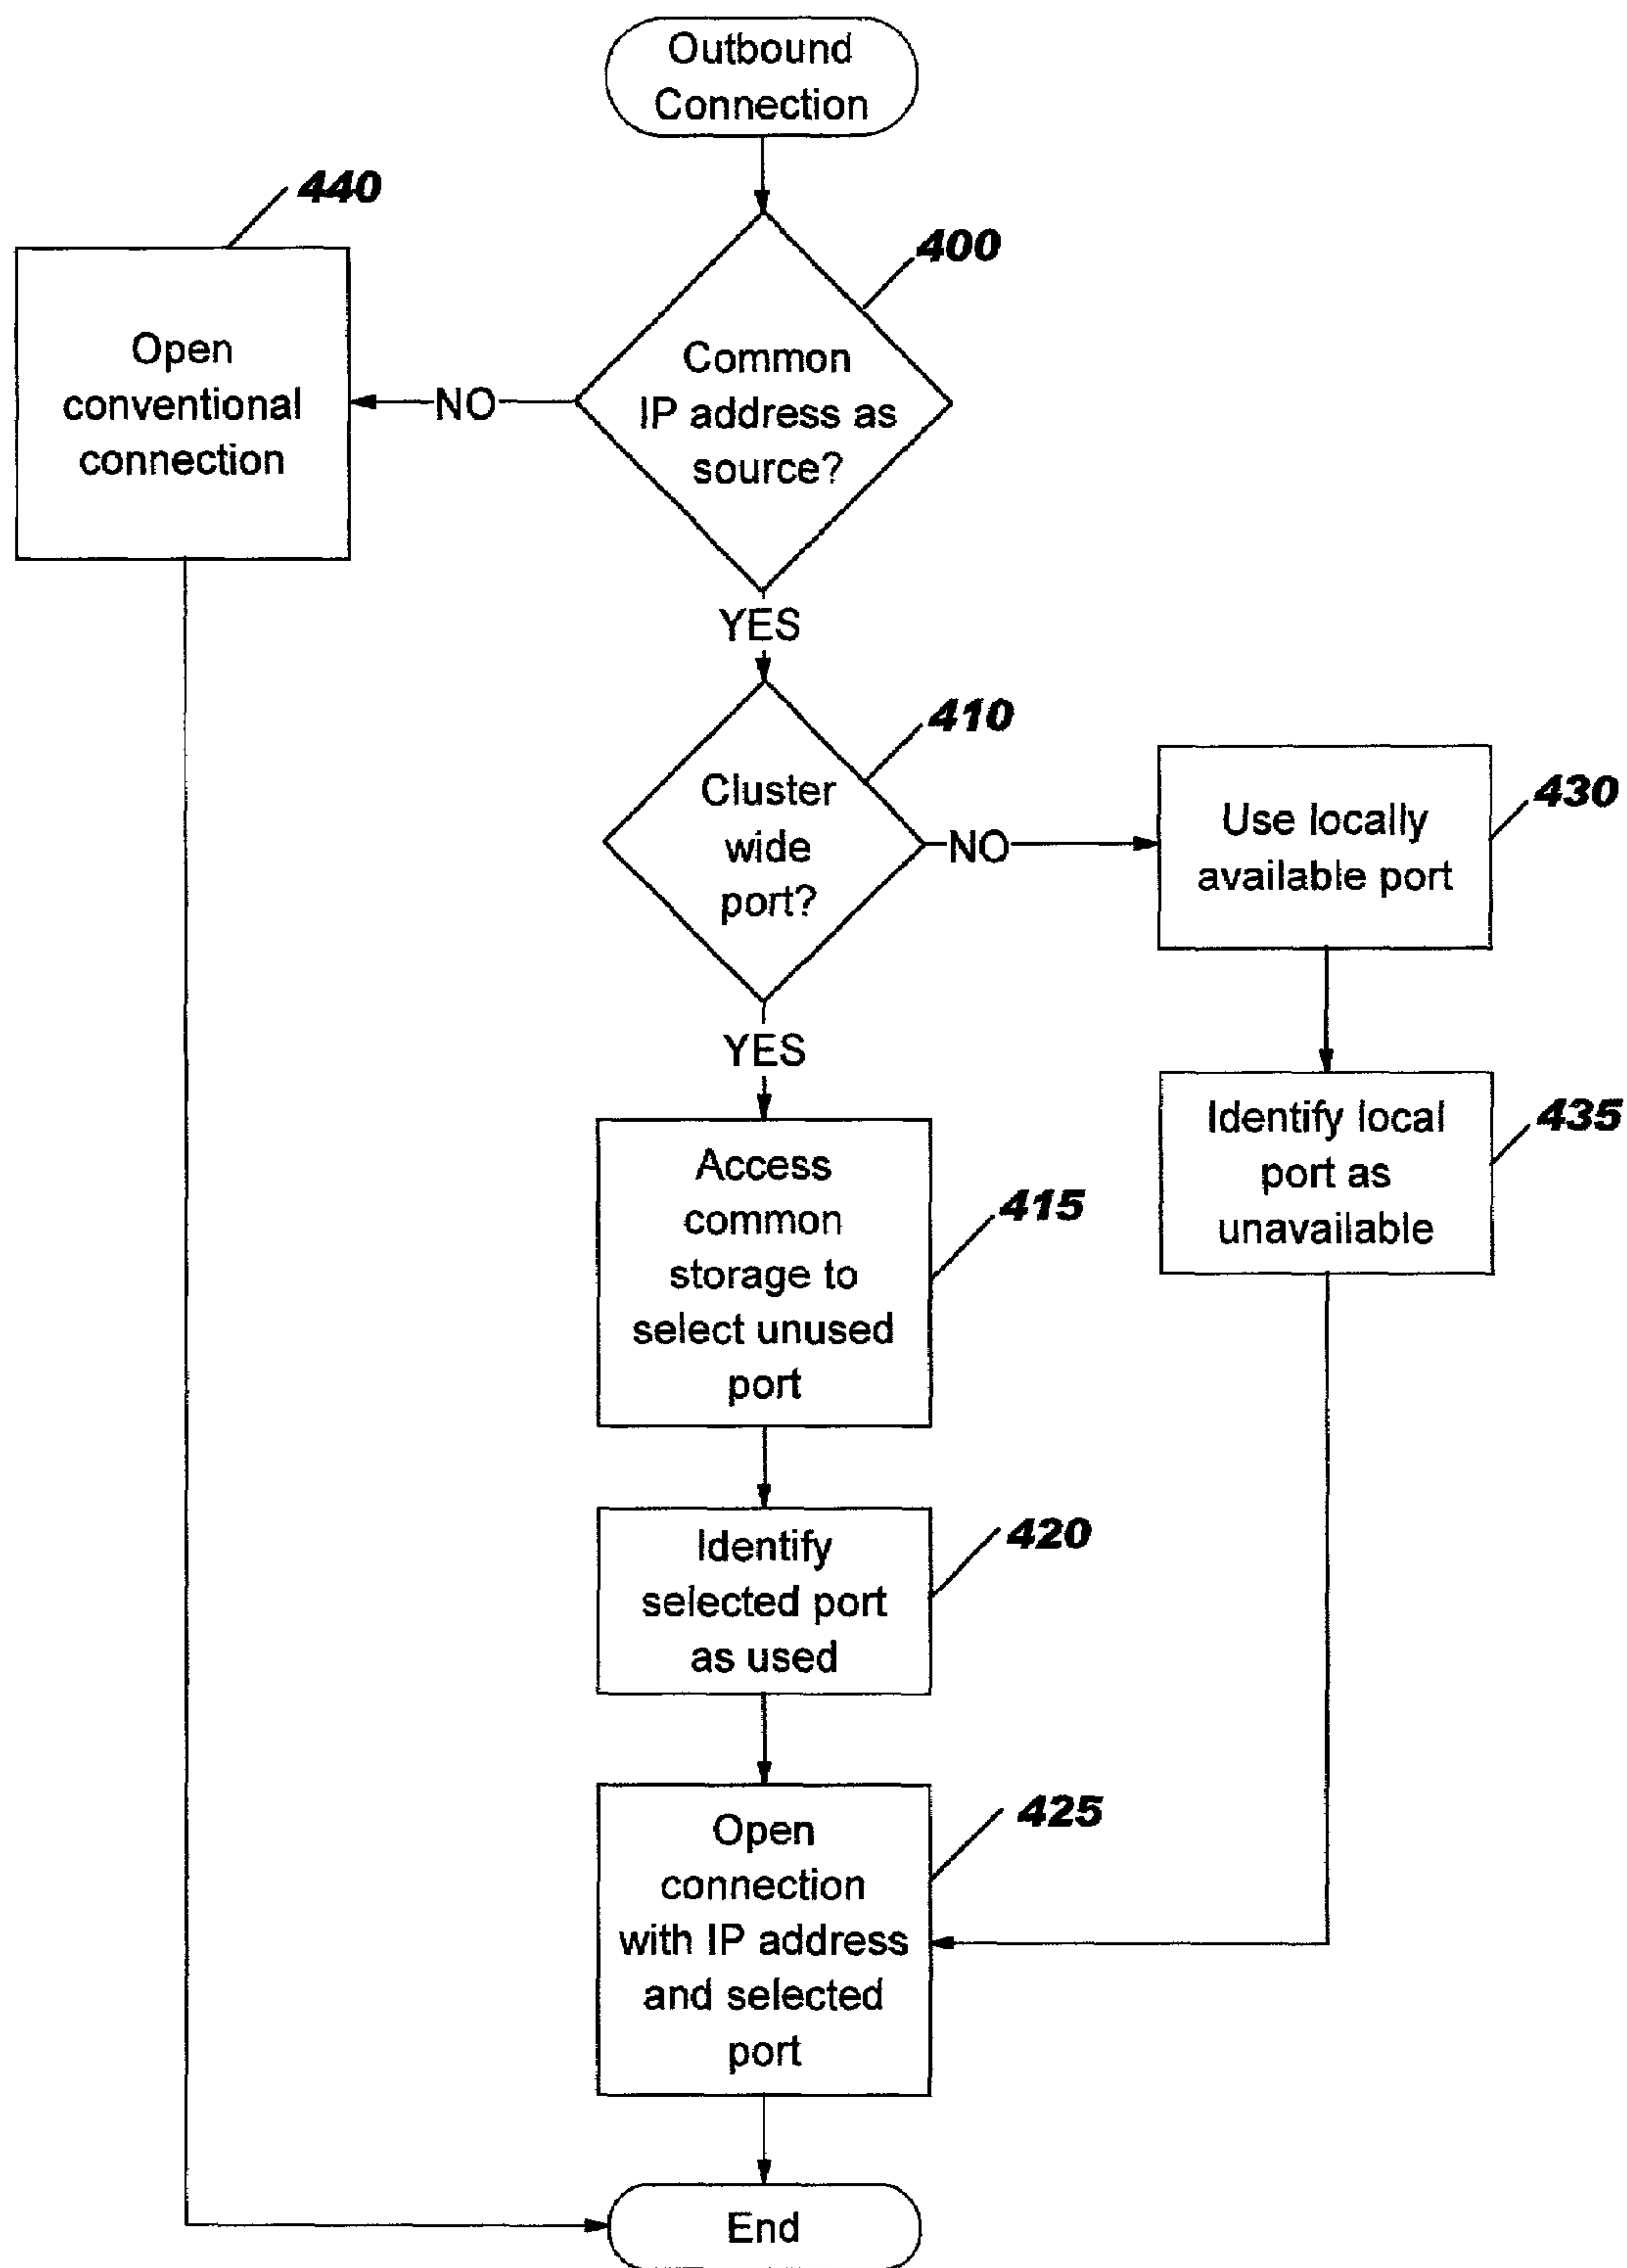 Outbound
Connection
440
400
Open
conventional
connection
NO
Common
IP address as
source?
YES
410
Cluster
wide
port?
NO
430
Use locally
available port
YES
435
Identify local
port as
unavailable
Access
common
storage to
select unused
port
415
420
Identify
selected port
as used
425
Open
connection
with IP address
and selected
port
End